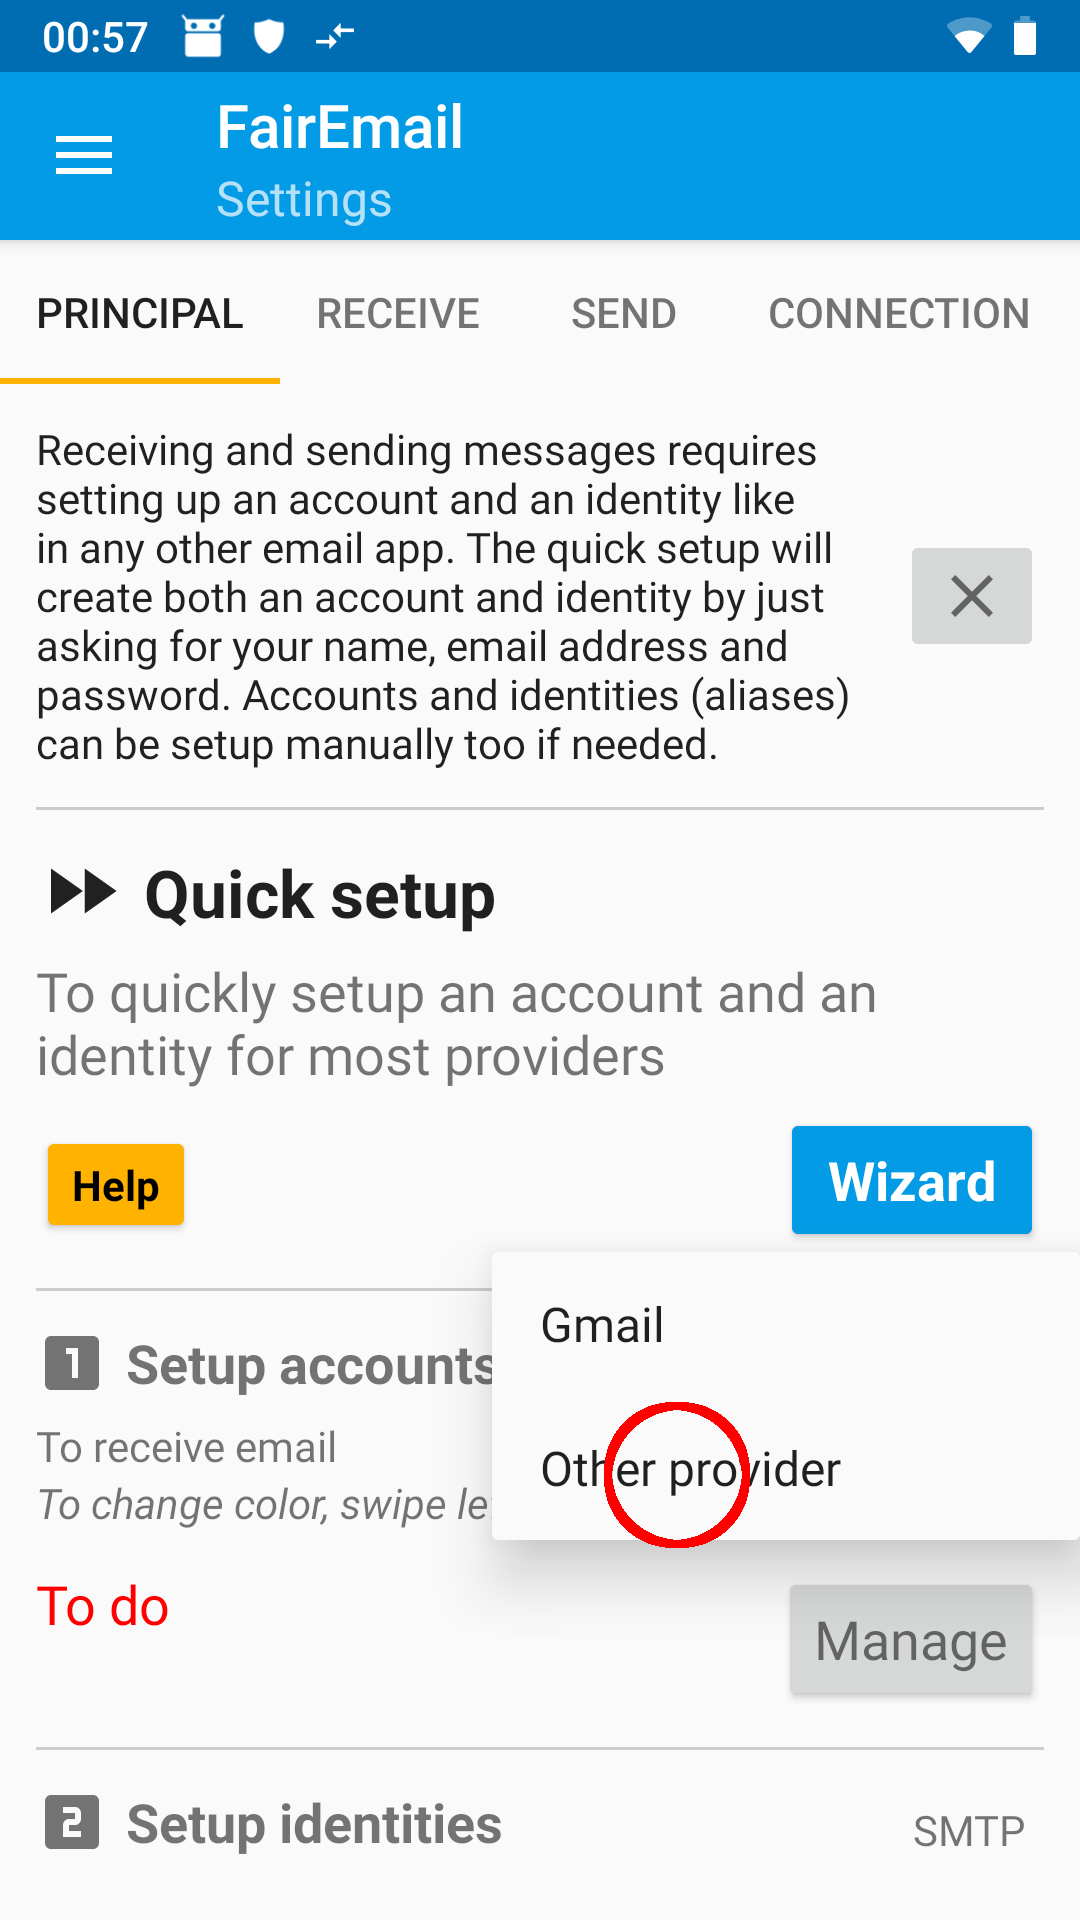 00:57
FairEmail
Settings
PRINCIPAL RECEIVE SEND CONNECTION
Receiving and sending messages requires
setting up an account and an identity like
in any other email app. The quick setup will
create both an account and identity by just
asking for your name, email address and
password. Accounts and identities (aliases)
can be setup manually too if needed.
Quick setup
To quickly setup an account and an
identity for most providers
Help Wizard
Gmail
1 Setup accounts
To receive email
Other provider
To change color, swipe le
To do
Manage
2 Setup identities SMTP